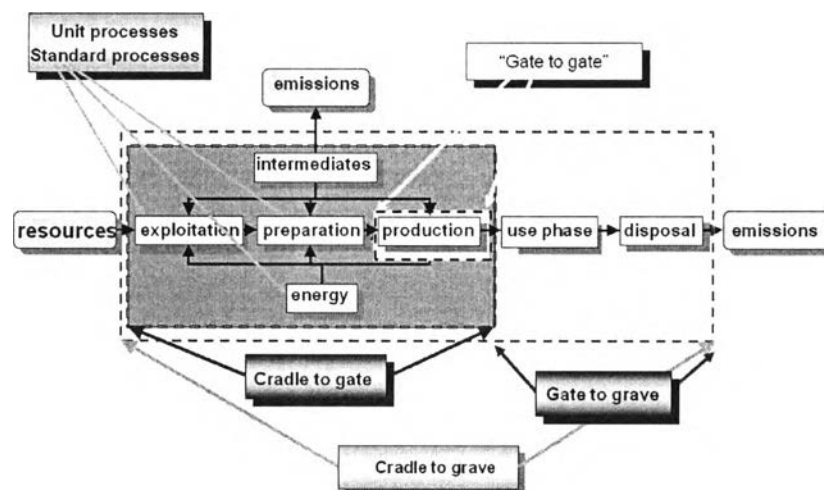 Unit processes
Standard processes
"Gate to gate"
emissions
intermediates
resources
exploitation
preparation
production
use phase
disposal
emissions
energy
Cradle to gate
Gate to grave
Cradle to grave